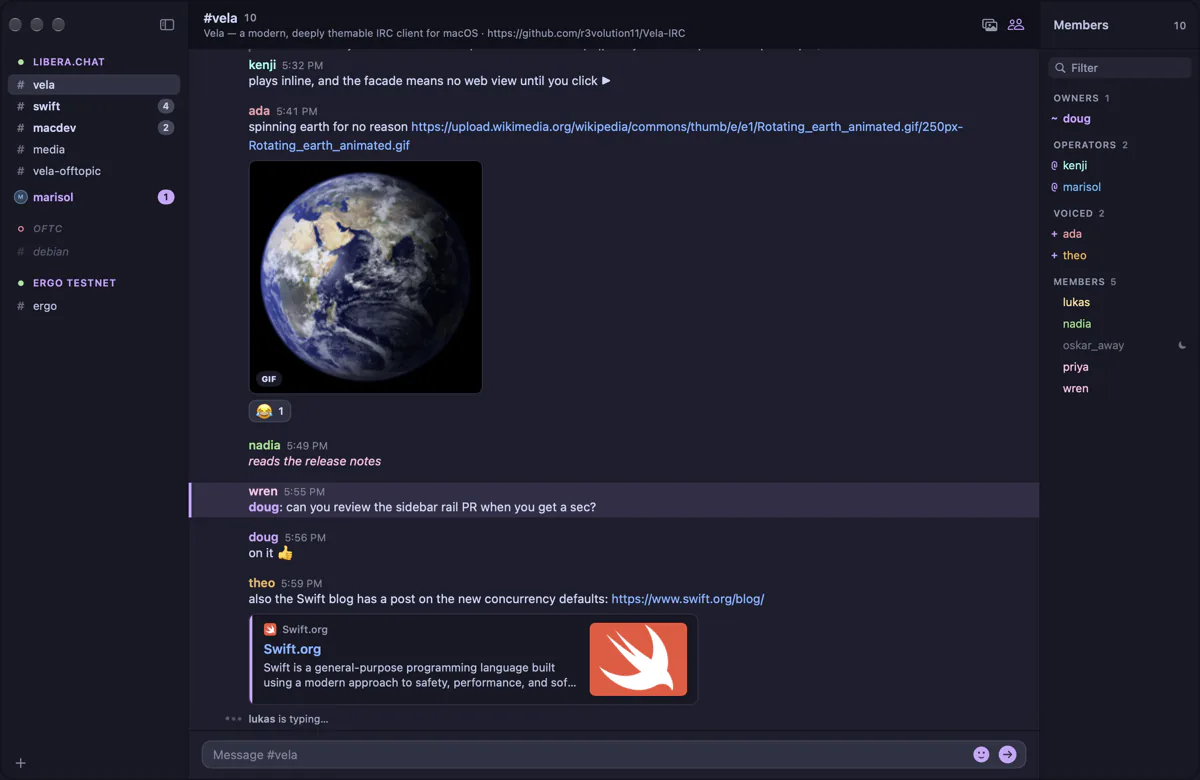 LIBERA.CHAT
# vela
# swift 4
# macdev 2
# media
# vela-offtopic
M marisol 1
OFTC
# debian
ERGO TESTNET
# ergo
+
#vela 10
Vela — a modern, deeply themable IRC client for macOS · https://github.com/r3volution11/Vela-IRC
kenji 5:32 PM
plays inline, and the facade means no web view until you click ▶
ada 5:41 PM
spinning earth for no reason https://upload.wikimedia.org/wikipedia/commons/thumb/e/e1/Rotating_earth_animated.gif/250px-
Rotating_earth_animated.gif
GIF
😂 1
nadia 5:49 PM
reads the release notes
wren 5:55 PM
doug: can you review the sidebar rail PR when you get a sec?
doug 5:56 PM
on it 👍
theo 5:59 PM
also the Swift blog has a post on the new concurrency defaults: https://www.swift.org/blog/
Swift.org
Swift.org
Swift is a general-purpose programming language built
using a modern approach to safety, performance, and sof…
lukas is typing…
Message #vela
Members 10
Filter
OWNERS 1
~ doug
OPERATORS 2
@ kenji
@ marisol
VOICED 2
+ ada
+ theo
MEMBERS 5
lukas
nadia
oskar_away
priya
wren